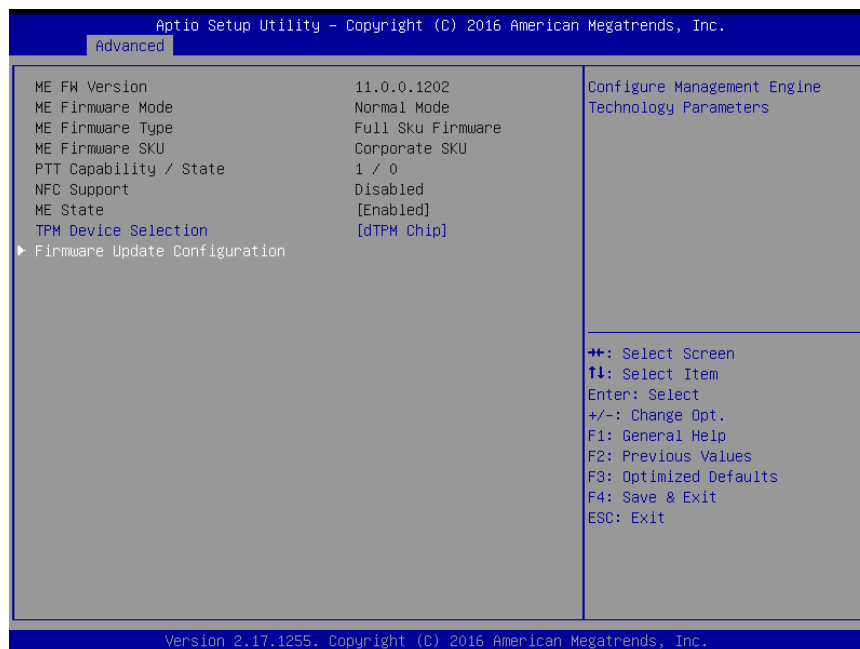 Aptio Setup Utility – Copyright (C) 2016 American Megatrends, Inc.
Advanced
ME FW Version 11.0.0.1202
ME Firmware Mode Normal Mode
ME Firmware Type Full Sku Firmware
ME Firmware SKU Corporate SKU
PTT Capability / State 1 / 0
NFC Support Disabled
ME State [Enabled]
TPM Device Selection [dTPM Chip]
▶ Firmware Update Configuration
Configure Management Engine
Technology Parameters
→←: Select Screen
↑↓: Select Item
Enter: Select
+/-: Change Opt.
F1: General Help
F2: Previous Values
F3: Optimized Defaults
F4: Save & Exit
ESC: Exit
Version 2.17.1255. Copyright (C) 2016 American Megatrends, Inc.